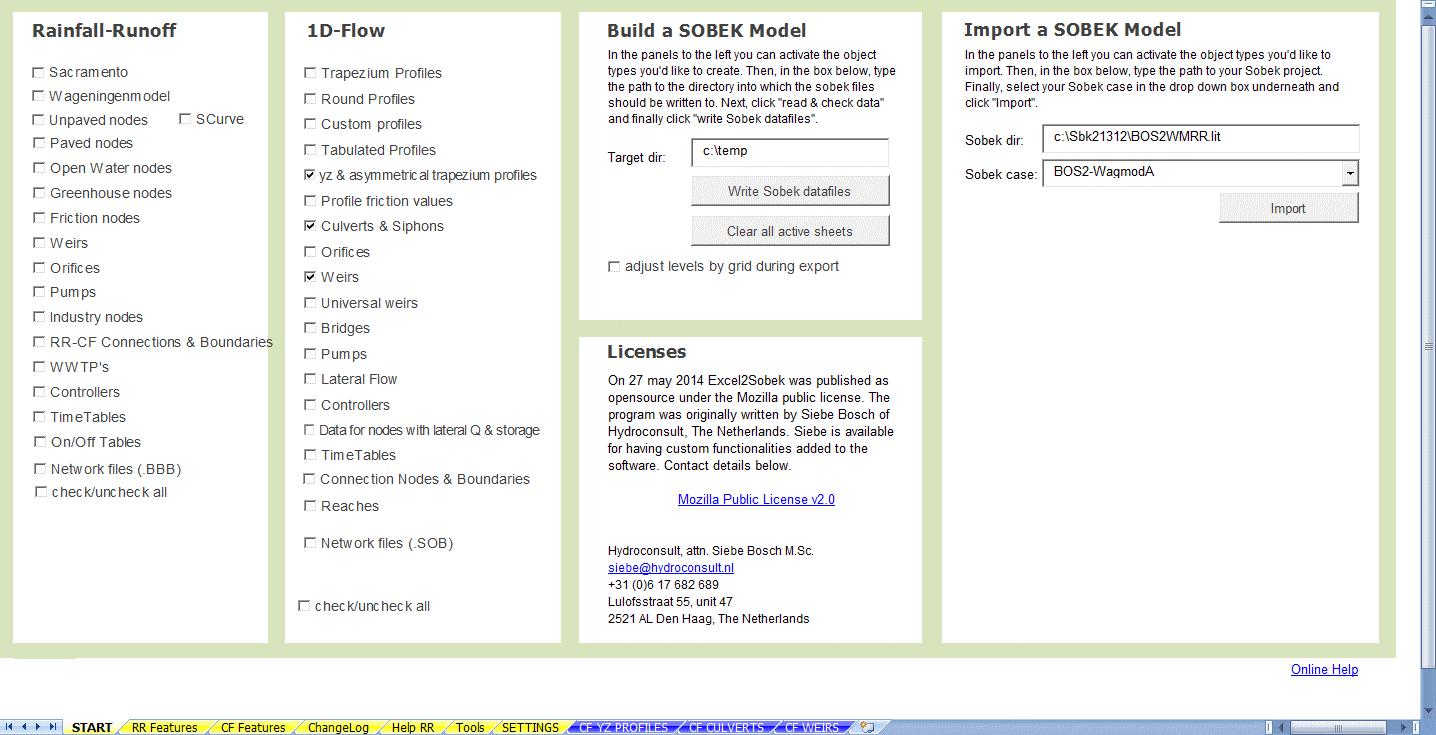 Rainfall-Runoff
Sacramento
Wageningenmodel
Unpaved nodes SCurve
Paved nodes
Open Water nodes
Greenhouse nodes
Friction nodes
Weirs
Orifices
Pumps
Industry nodes
RR-CF Connections & Boundaries
WWTP's
Controllers
TimeTables
On/Off Tables
Network files (.BBB)
check/uncheck all
1D-Flow
Trapezium Profiles
Round Profiles
Custom profiles
Tabulated Profiles
yz & asymmetrical trapezium profiles
Profile friction values
Culverts & Siphons
Orifices
Weirs
Universal weirs
Bridges
Pumps
Lateral Flow
Controllers
Data for nodes with lateral Q & storage
TimeTables
Connection Nodes & Boundaries
Reaches
Network files (.SOB)
check/uncheck all
Build a SOBEK Model
In the panels to the left you can activate the object
types you'd like to create. Then, in the box below, type
the path to the directory into which the sobek files
should be written to. Next, click "read & check data"
and finally click "write Sobek datafiles".
Target dir: c:\temp
Write Sobek datafiles
Clear all active sheets
adjust levels by grid during export
Licenses
On 27 may 2014 Excel2Sobek was published as
opensource under the Mozilla public license. The
program was originally written by Siebe Bosch of
Hydroconsult, The Netherlands. Siebe is available
for having custom functionalities added to the
software. Contact details below.
Mozilla Public License v2.0
Hydroconsult, attn. Siebe Bosch M.Sc.
siebe@hydroconsult.nl
+31 (0)6 17 682 689
Lulofsstraat 55, unit 47
2521 AL Den Haag, The Netherlands
Import a SOBEK Model
In the panels to the left you can activate the object types you'd like to
import. Then, in the box below, type the path to your Sobek project.
Finally, select your Sobek case in the drop down box underneath and
click "Import".
Sobek dir: c:\Sbk21312\BOS2WMRR.lit
Sobek case: BOS2-WagmodA
Import
Online Help
START RR Features CF Features ChangeLog Help RR Tools SETTINGS CF YZ PROFILES CF CULVERTS CF WEIRS